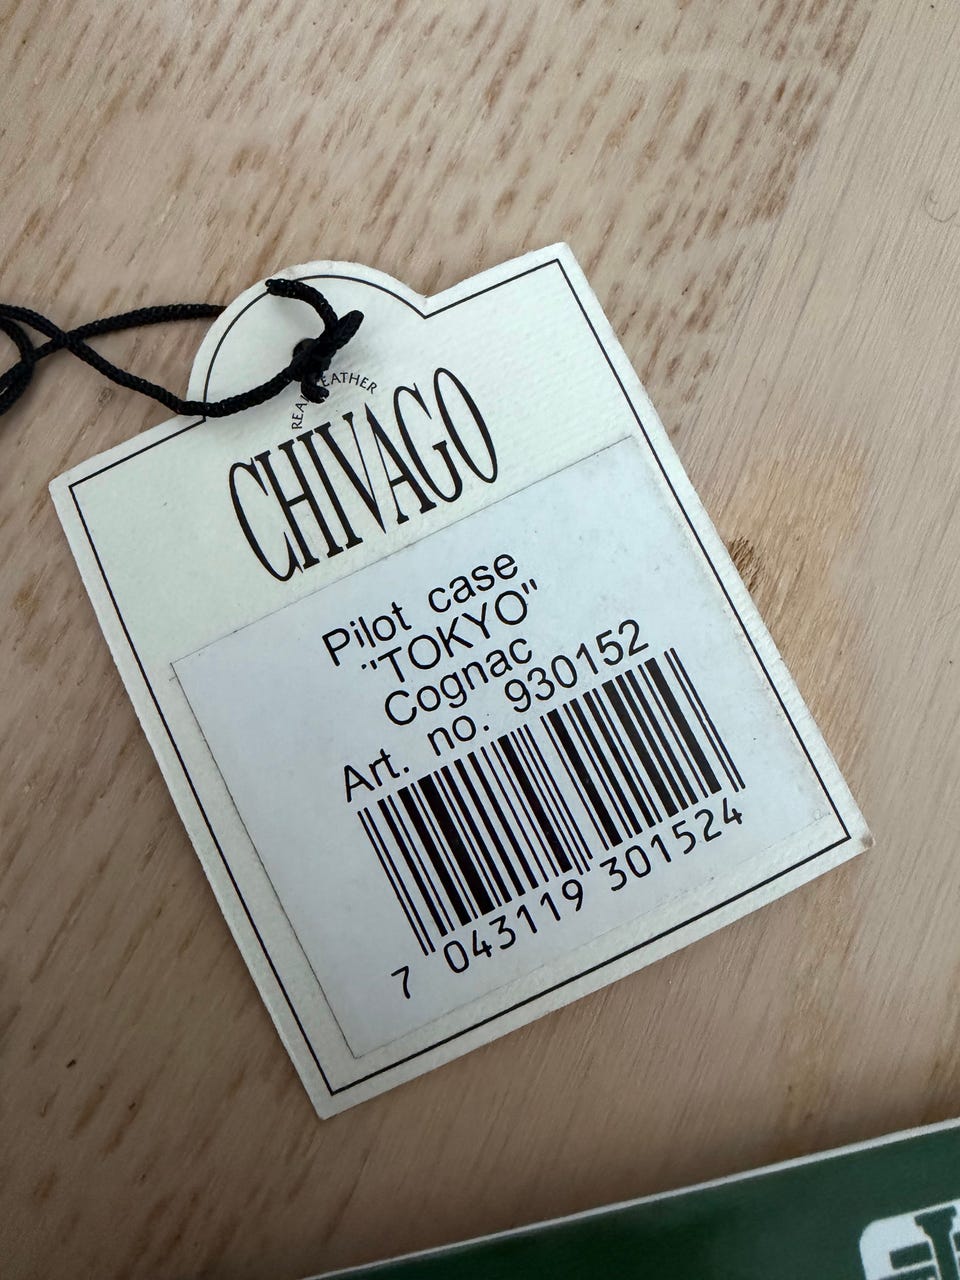 REAL LEATHER
CHIVAGO
Pilot case
"TOKYO"
Cognac
Art. no. 930152
7 043119 301524